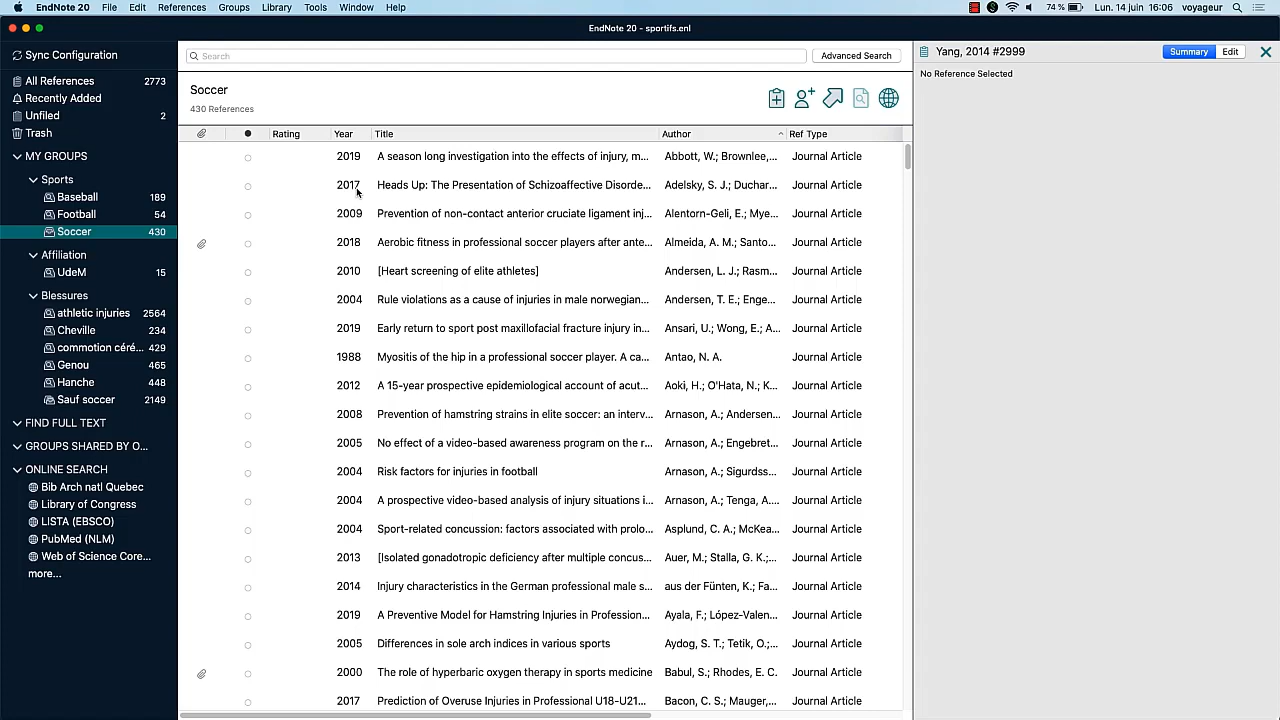 EndNote 20 File Edit References Groups Library Tools Window Help 74 % Lun. 14 juin 16:06 voyageur
EndNote 20 - sportifs.enl
Sync Configuration
All References 2773
Recently Added
Unfiled 2
Trash
MY GROUPS
Sports
Baseball 189
Football 54
Soccer 430
Affiliation
UdeM 15
Blessures
athletic injuries 2564
Cheville 234
commotion céré... 429
Genou 465
Hanche 448
Sauf soccer 2149
FIND FULL TEXT
GROUPS SHARED BY O...
ONLINE SEARCH
Bib Arch natl Quebec
Library of Congress
LISTA (EBSCO)
PubMed (NLM)
Web of Science Core...
more...
Search Advanced Search
Soccer
430 References
Rating Year Title Author Ref Type
2019 A season long investigation into the effects of injury, m... Abbott, W.; Brownlee,... Journal Article
2017 Heads Up: The Presentation of Schizoaffective Disorde... Adelsky, S. J.; Duchar... Journal Article
2009 Prevention of non-contact anterior cruciate ligament inj... Alentorn-Geli, E.; Mye... Journal Article
2018 Aerobic fitness in professional soccer players after ante... Almeida, A. M.; Santo... Journal Article
2010 [Heart screening of elite athletes] Andersen, L. J.; Rasm... Journal Article
2004 Rule violations as a cause of injuries in male norwegian... Andersen, T. E.; Enge... Journal Article
2019 Early return to sport post maxillofacial fracture injury in... Ansari, U.; Wong, E.; A... Journal Article
1988 Myositis of the hip in a professional soccer player. A ca... Antao, N. A. Journal Article
2012 A 15-year prospective epidemiological account of acut... Aoki, H.; O'Hata, N.; K... Journal Article
2008 Prevention of hamstring strains in elite soccer: an interv... Arnason, A.; Andersen... Journal Article
2005 No effect of a video-based awareness program on the r... Arnason, A.; Engebret... Journal Article
2004 Risk factors for injuries in football Arnason, A.; Sigurdss... Journal Article
2004 A prospective video-based analysis of injury situations i... Arnason, A.; Tenga, A.... Journal Article
2004 Sport-related concussion: factors associated with prolo... Asplund, C. A.; McKea... Journal Article
2013 [Isolated gonadotropic deficiency after multiple concus... Auer, M.; Stalla, G. K.;... Journal Article
2014 Injury characteristics in the German professional male s... aus der Fünten, K.; Fa... Journal Article
2019 A Preventive Model for Hamstring Injuries in Profession... Ayala, F.; López-Valen... Journal Article
2005 Differences in sole arch indices in various sports Aydog, S. T.; Tetik, O.;... Journal Article
2000 The role of hyperbaric oxygen therapy in sports medicine Babul, S.; Rhodes, E. C. Journal Article
2017 Prediction of Overuse Injuries in Professional U18-U21... Bacon, C. S.; Mauger,... Journal Article
Yang, 2014 #2999 Summary Edit
No Reference Selected